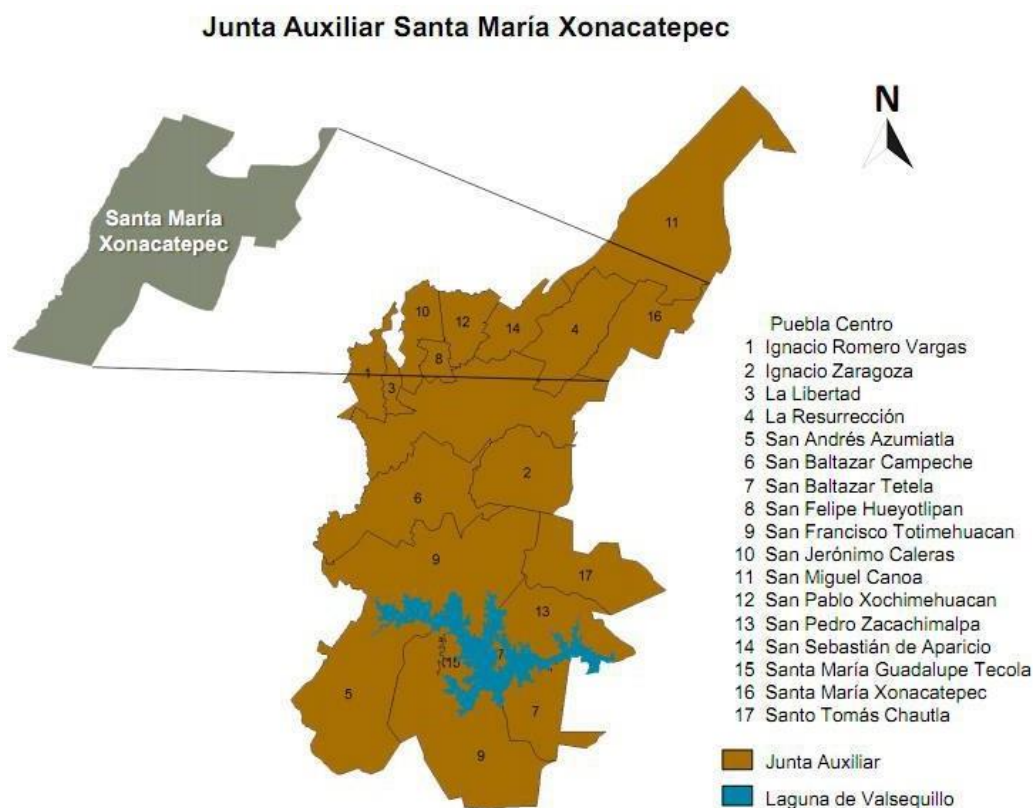 Junta Auxiliar Santa María Xonacatepec
N
Santa María
Xonacatepec
11
10
12
14
4
16
8
1
3
2
6
9
17
13
15
7
5
7
9
Puebla Centro
1 Ignacio Romero Vargas
2 Ignacio Zaragoza
3 La Libertad
4 La Resurrección
5 San Andrés Azumiatla
6 San Baltazar Campeche
7 San Baltazar Tetela
8 San Felipe Hueyotlipan
9 San Francisco Totimehuacan
10 San Jerónimo Caleras
11 San Miguel Canoa
12 San Pablo Xochimehuacan
13 San Pedro Zacachimalpa
14 San Sebastián de Aparicio
15 Santa María Guadalupe Tecola
16 Santa María Xonacatepec
17 Santo Tomás Chautla
Junta Auxiliar
Laguna de Valsequillo